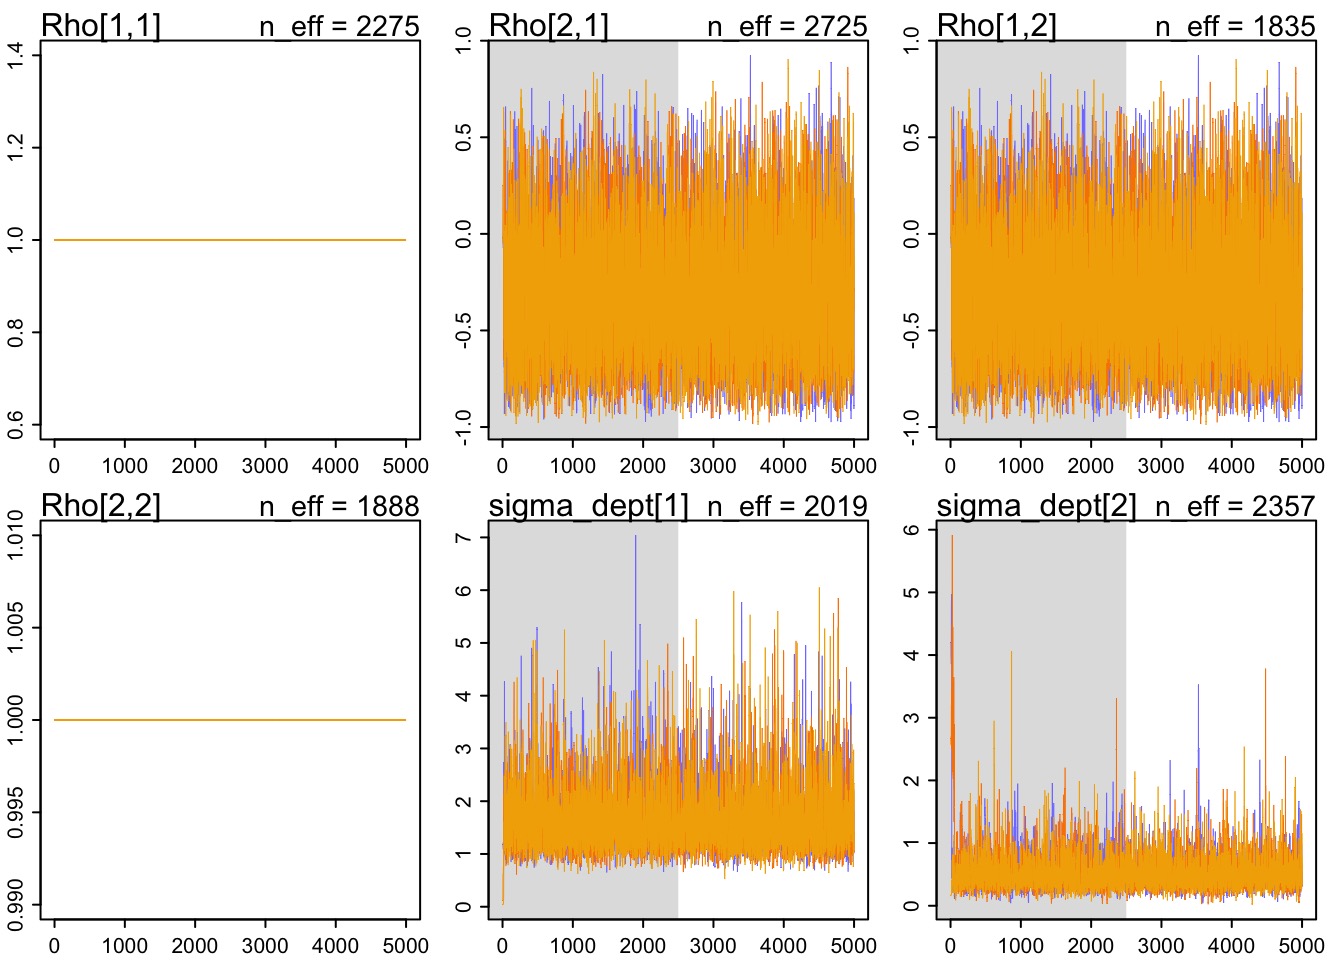 Rho[1,1] n_eff = 2275
0.6 0.8 1.0 1.2 1.4
0 1000 2000 3000 4000 5000
Rho[2,1] n_eff = 2725
-1.0 -0.5 0.0 0.5 1.0
0 1000 2000 3000 4000 5000
Rho[1,2] n_eff = 1835
-1.0 -0.5 0.0 0.5 1.0
0 1000 2000 3000 4000 5000
Rho[2,2] n_eff = 1888
0.990 0.995 1.000 1.005 1.010
0 1000 2000 3000 4000 5000
sigma_dept[1] n_eff = 2019
0 1 2 3 4 5 6 7
0 1000 2000 3000 4000 5000
sigma_dept[2] n_eff = 2357
0 1 2 3 4 5 6
0 1000 2000 3000 4000 5000